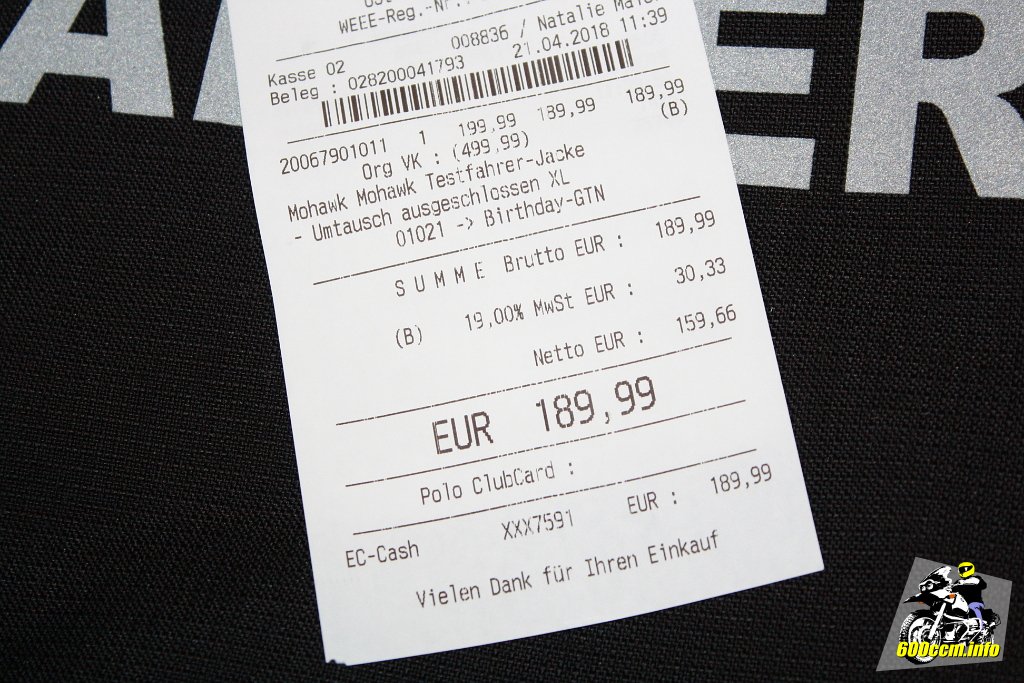 WEEE-Reg.-Nr.:
008836 / Natalie
Kasse 02 21.04.2018 11:39
Beleg : 028200041793
20067901011 1 199,99 189,99 189,99
Org VK : (499,99) (B)
Mohawk Mohawk Testfahrer-Jacke
- Umtausch ausgeschlossen XL
01021 -> Birthday-GTN
S U M M E Brutto EUR : 189,99
(B) 19,00% MwSt EUR : 30,33
Netto EUR : 159,66
EUR 189,99
Polo ClubCard :
EC-Cash XXX7591 EUR : 189,99
Vielen Dank für Ihren Einkauf
ER
600ccm.info